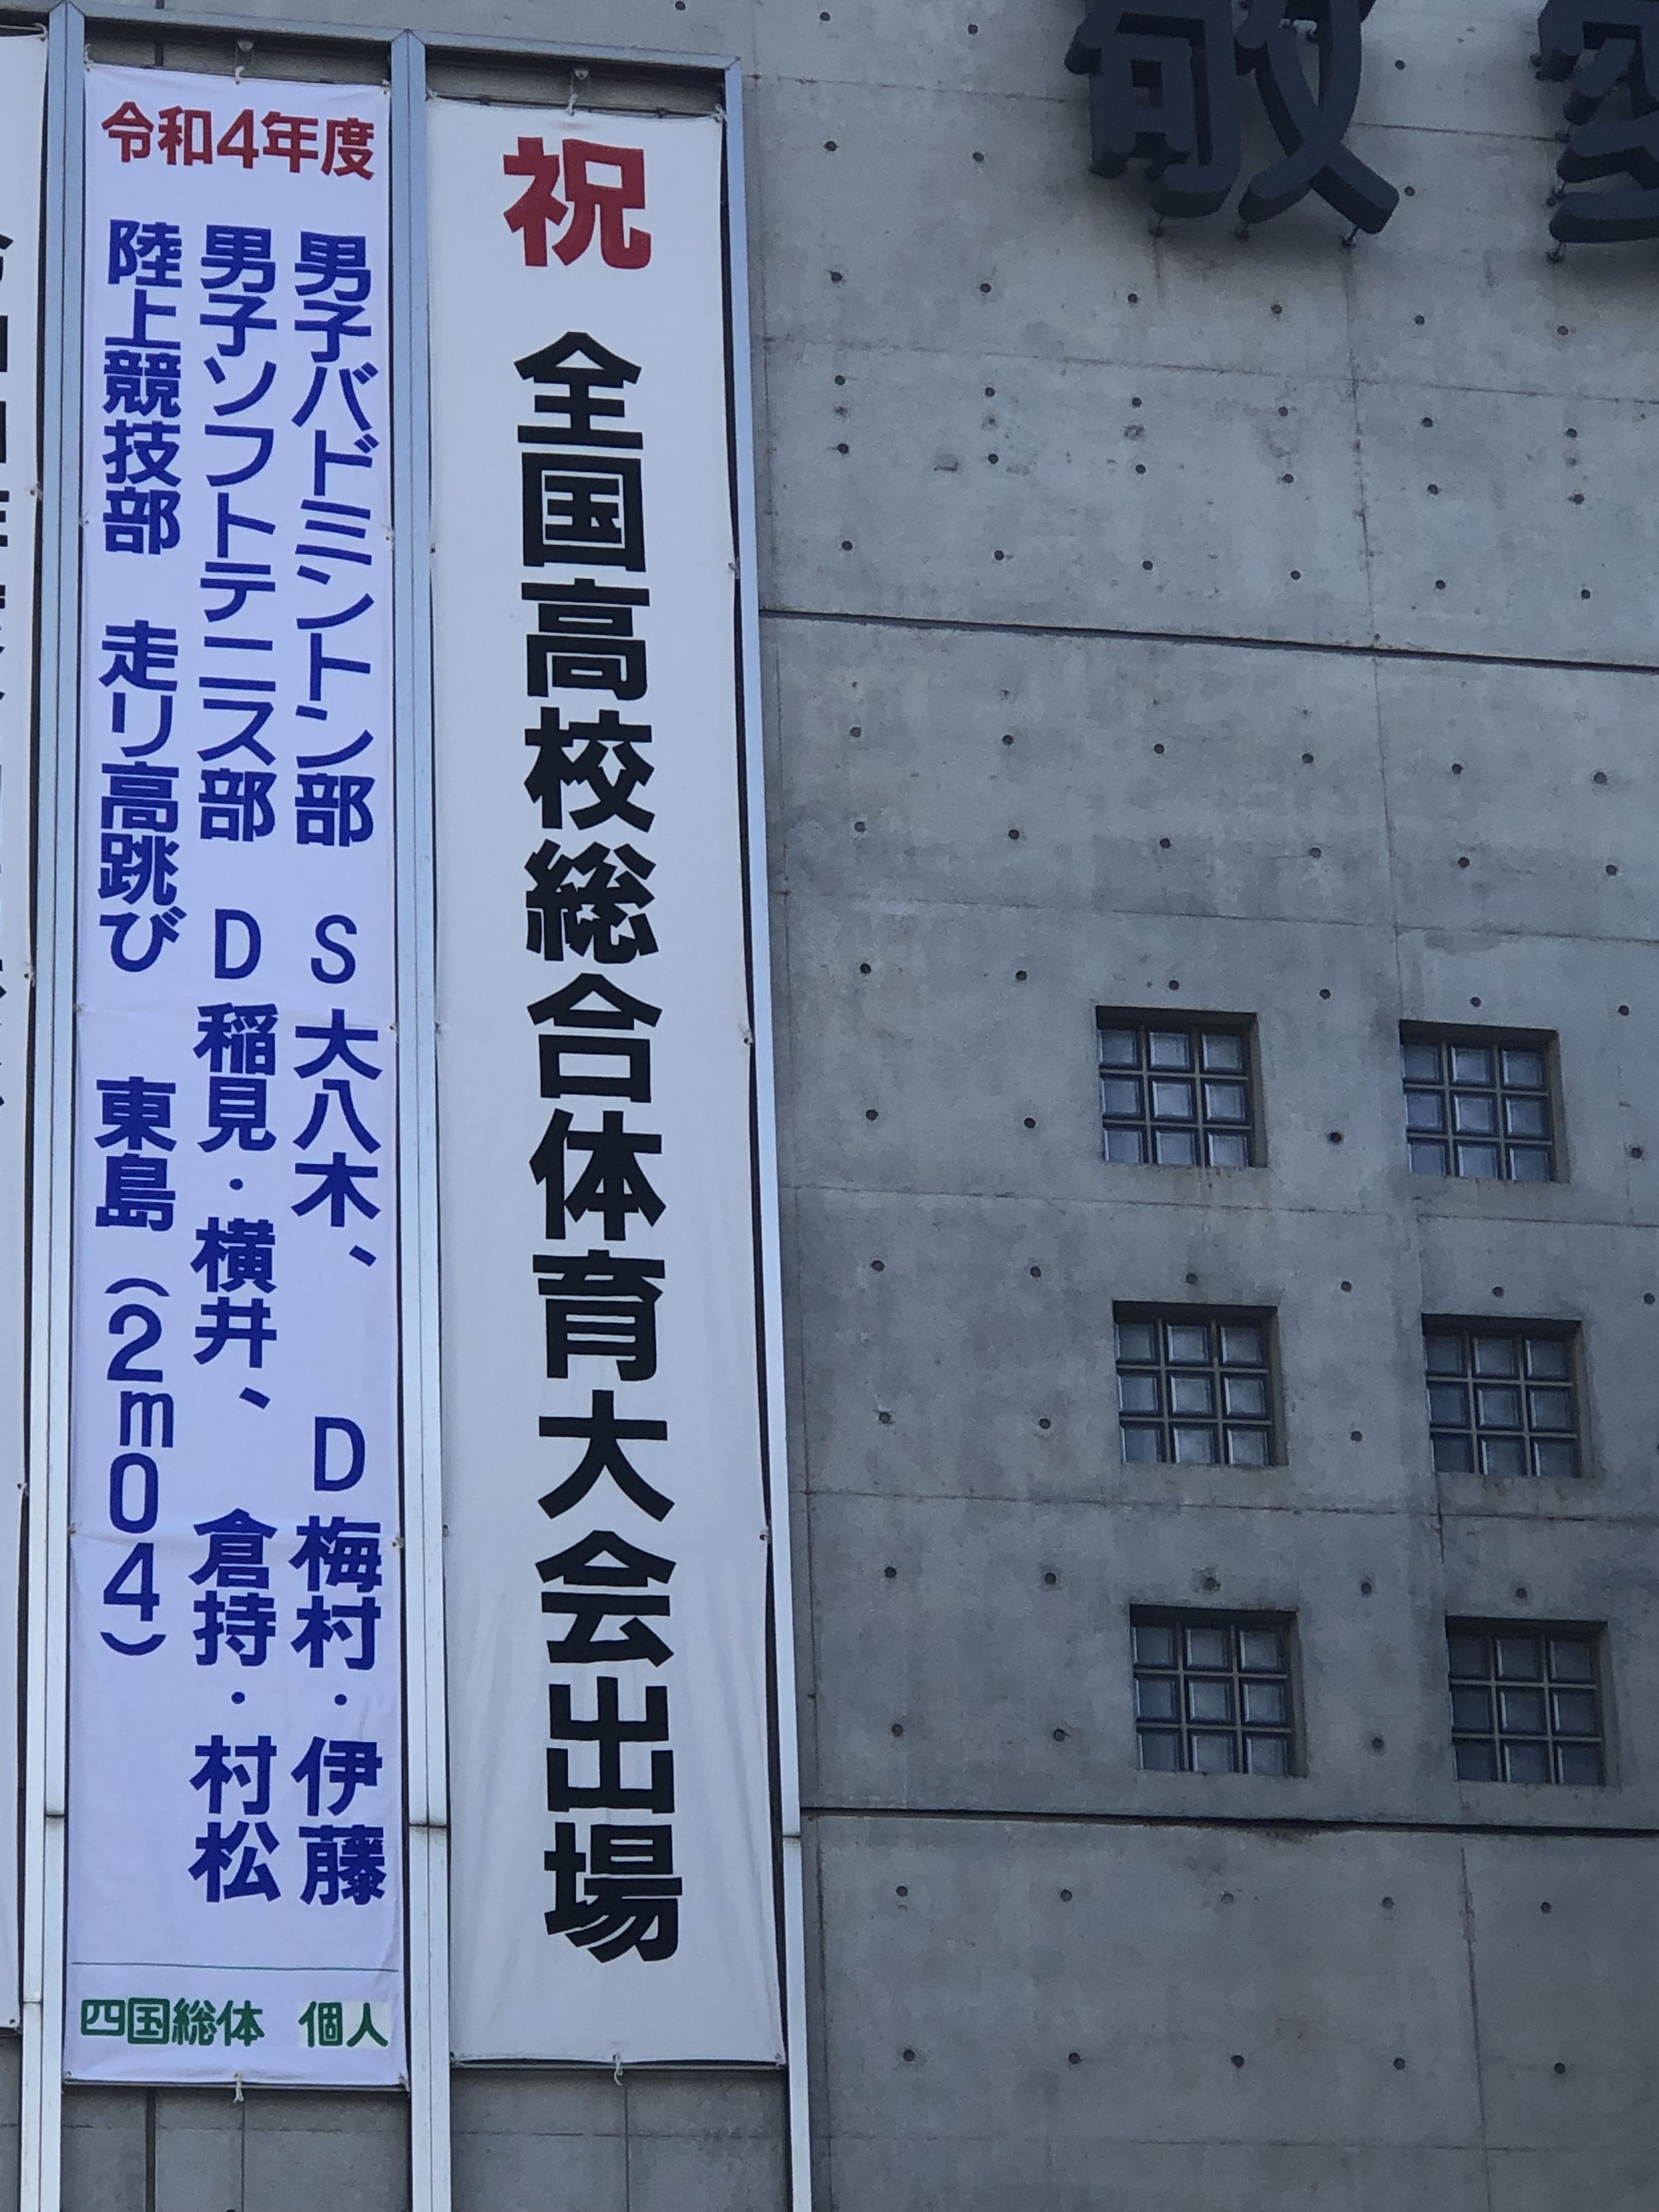 敬
祝 全国高校総合体育大会出場
令和4年度
男子バドミントン部 S 大八木、 D 梅村・伊藤
男子ソフトテニス部 D 稲見・横井、 倉持・村松
陸上競技部 走り高跳び 東島（2m04）
四国総体 個人